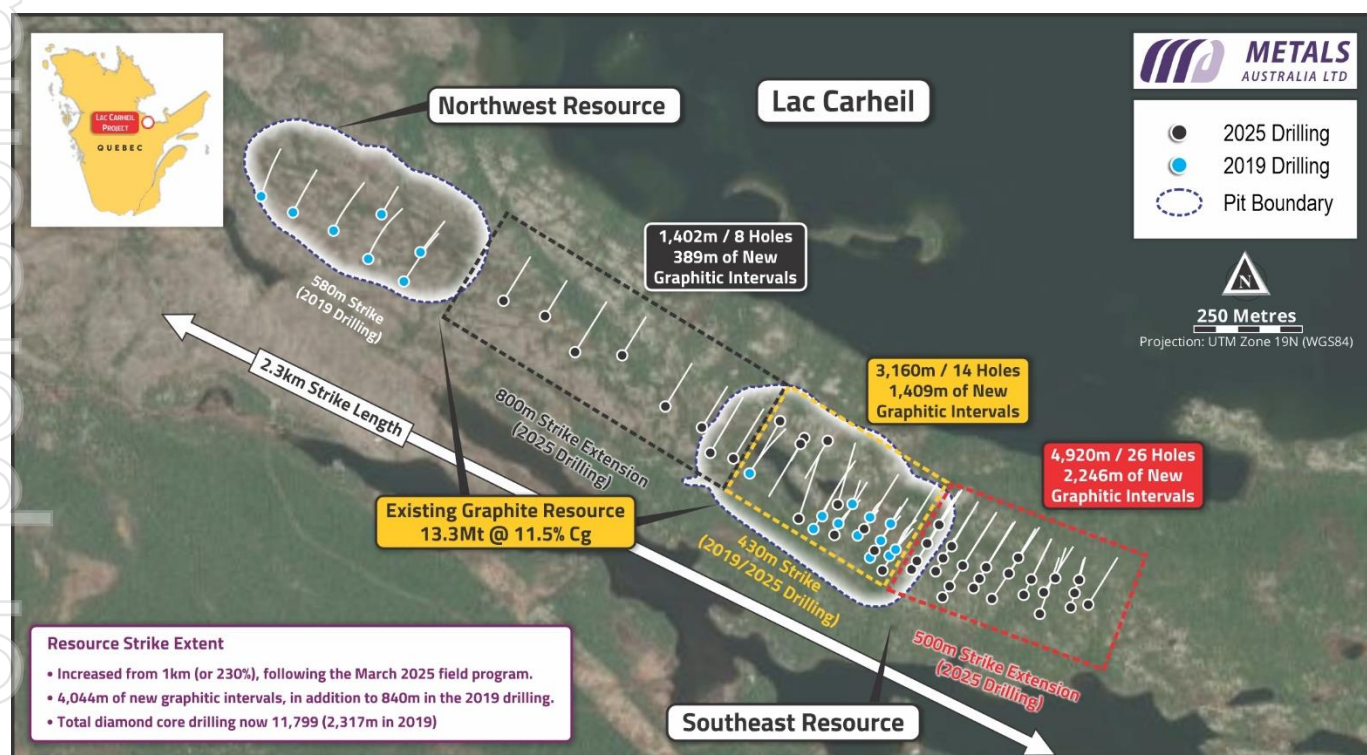 LAC CARHEIL
PROJECT
QUEBEC
Northwest Resource
Lac Carheil
METALS
AUSTRALIA LTD
2025 Drilling
2019 Drilling
Pit Boundary
N
250 Metres
Projection: UTM Zone 19N (WGS84)
1,402m / 8 Holes
389m of New
Graphitic Intervals
580m Strike
(2019 Drilling)
2.3km Strike Length
800m Strike Extension
(2025 Drilling)
3,160m / 14 Holes
1,409m of New
Graphitic Intervals
4,920m / 26 Holes
2,246m of New
Graphitic Intervals
Existing Graphite Resource
13.3Mt @ 11.5% Cg
430m Strike
(2019/2025 Drilling)
500m Strike Extension
(2025 Drilling)
Southeast Resource
Resource Strike Extent
• Increased from 1km (or 230%), following the March 2025 field program.
• 4,044m of new graphitic intervals, in addition to 840m in the 2019 drilling.
• Total diamond core drilling now 11,799 (2,317m in 2019)